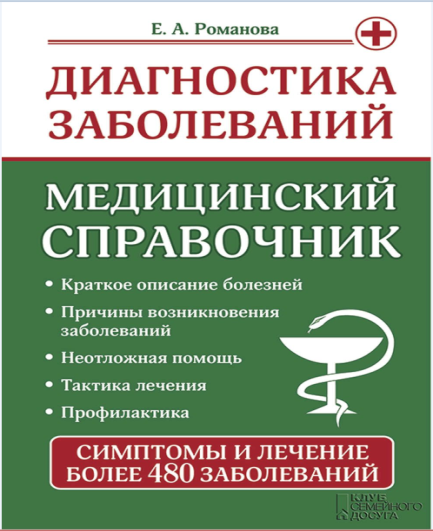 Е. А. Романова
ДИАГНОСТИКА
ЗАБОЛЕВАНИЙ
МЕДИЦИНСКИЙ
СПРАВОЧНИК
• Краткое описание болезней
• Причины возникновения
заболеваний
• Неотложная помощь
• Тактика лечения
• Профилактика
СИМПТОМЫ И ЛЕЧЕНИЕ
БОЛЕЕ 480 ЗАБОЛЕВАНИЙ
КЛУБ
СЕМЕЙНОГО
ДОСУГА